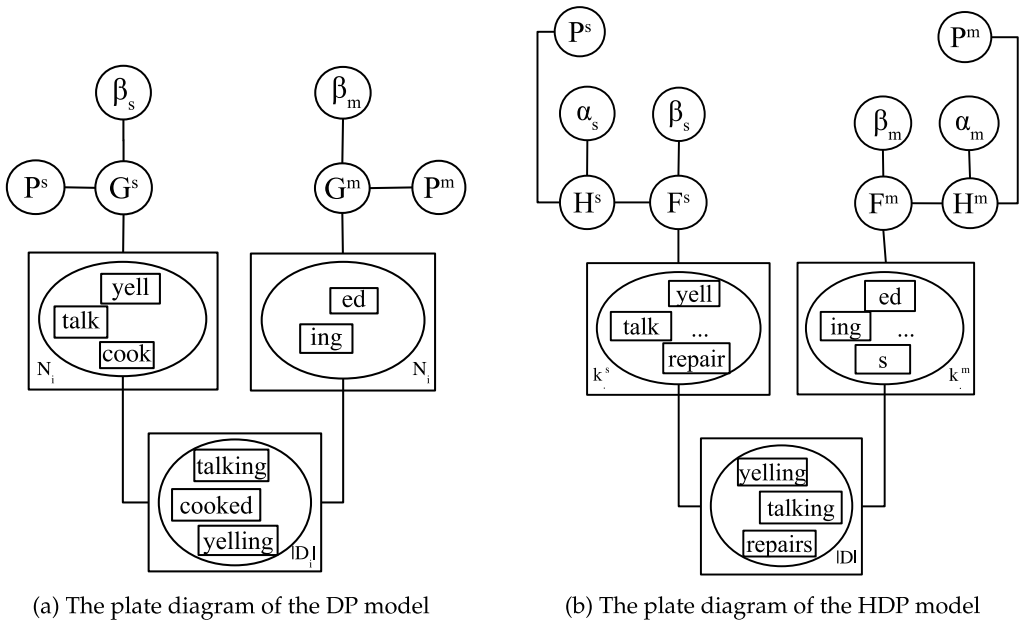 βs
βm
Pˢ
Gˢ
Gᵐ
Pᵐ
yell
talk
cook
Ni
ed
ing
Ni
talking
cooked
yelling
|Di|
(a) The plate diagram of the DP model
Pˢ
Pᵐ
αs
βs
βm
αm
Hˢ
Fˢ
Fᵐ
Hᵐ
yell
talk
...
repair
k.ˢ
ed
ing
...
s
k.ᵐ
yelling
talking
repairs
|D|
(b) The plate diagram of the HDP model